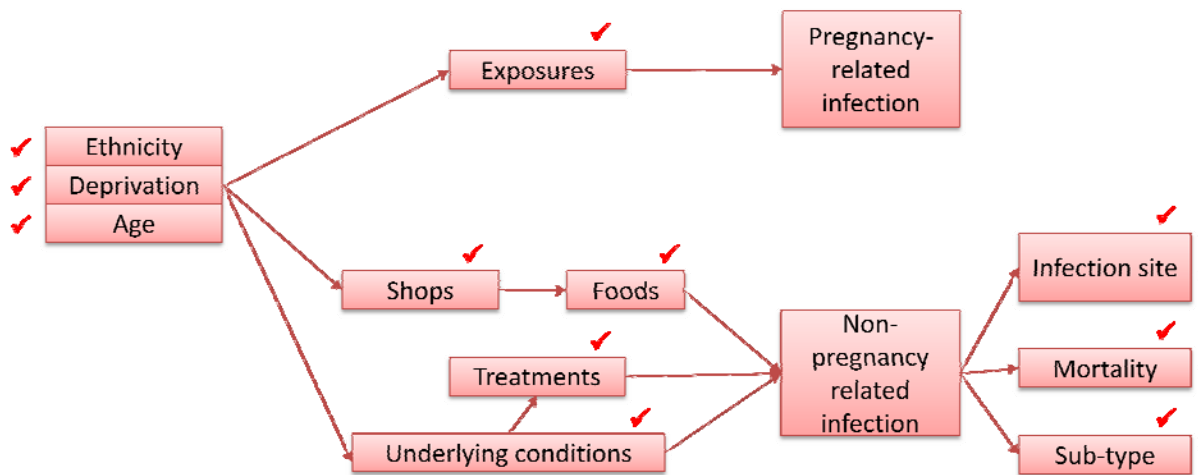 Exposures
Pregnancy-
related
infection
Ethnicity
Deprivation
Age
Shops
Foods
Treatments
Underlying conditions
Non-
pregnancy
related
infection
Infection site
Mortality
Sub-type